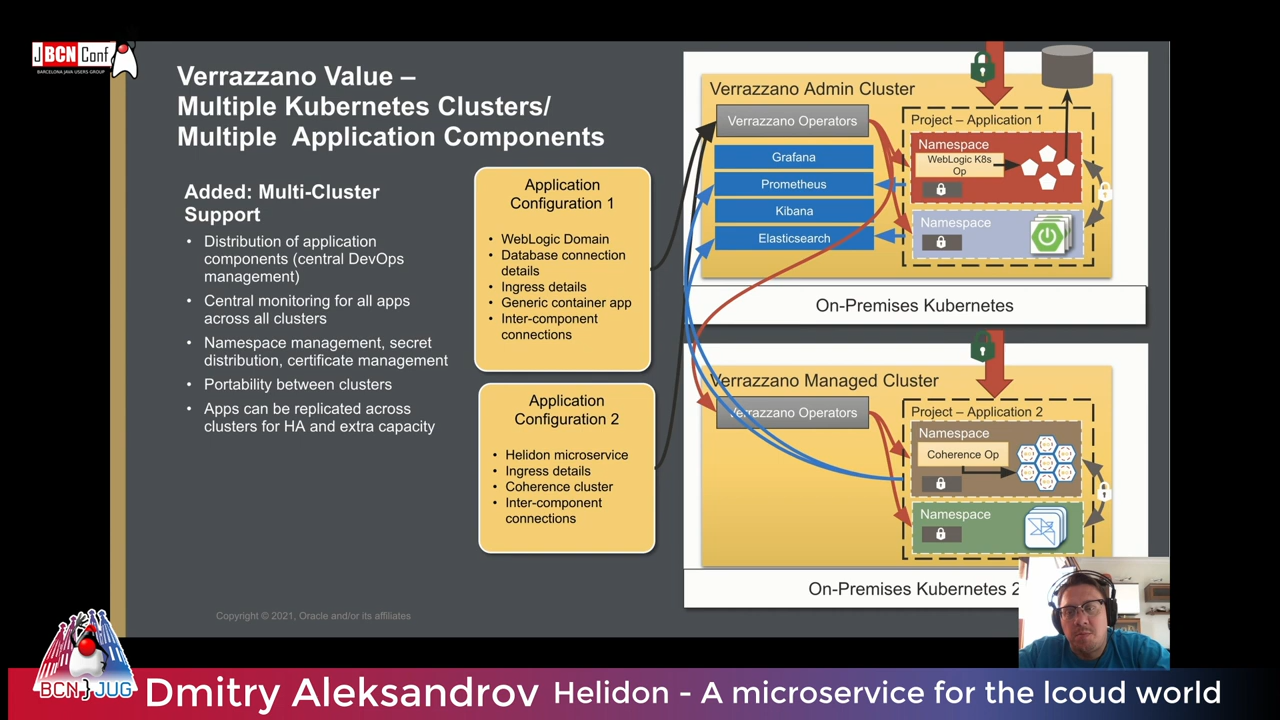 JBCNConf
BARCELONA JAVA USERS GROUP
Verrazzano Value –
Multiple Kubernetes Clusters/
Multiple Application Components
Added: Multi-Cluster
Support
• Distribution of application
components (central DevOps
management)
• Central monitoring for all apps
across all clusters
• Namespace management, secret
distribution, certificate management
• Portability between clusters
• Apps can be replicated across
clusters for HA and extra capacity
Application
Configuration 1
• WebLogic Domain
• Database connection
details
• Ingress details
• Generic container app
• Inter-component
connections
Application
Configuration 2
• Helidon microservice
• Ingress details
• Coherence cluster
• Inter-component
connections
Verrazzano Admin Cluster
Verrazzano Operators
Grafana
Prometheus
Kibana
Elasticsearch
Project – Application 1
Namespace
WebLogic K8s
Op
Namespace
On-Premises Kubernetes
Verrazzano Managed Cluster
Verrazzano Operators
Project – Application 2
Namespace
Coherence Op
Namespace
On-Premises Kubernetes 2
Copyright © 2021, Oracle and/or its affiliates
BCN JUG
Dmitry Aleksandrov Helidon - A microservice for the lcoud world